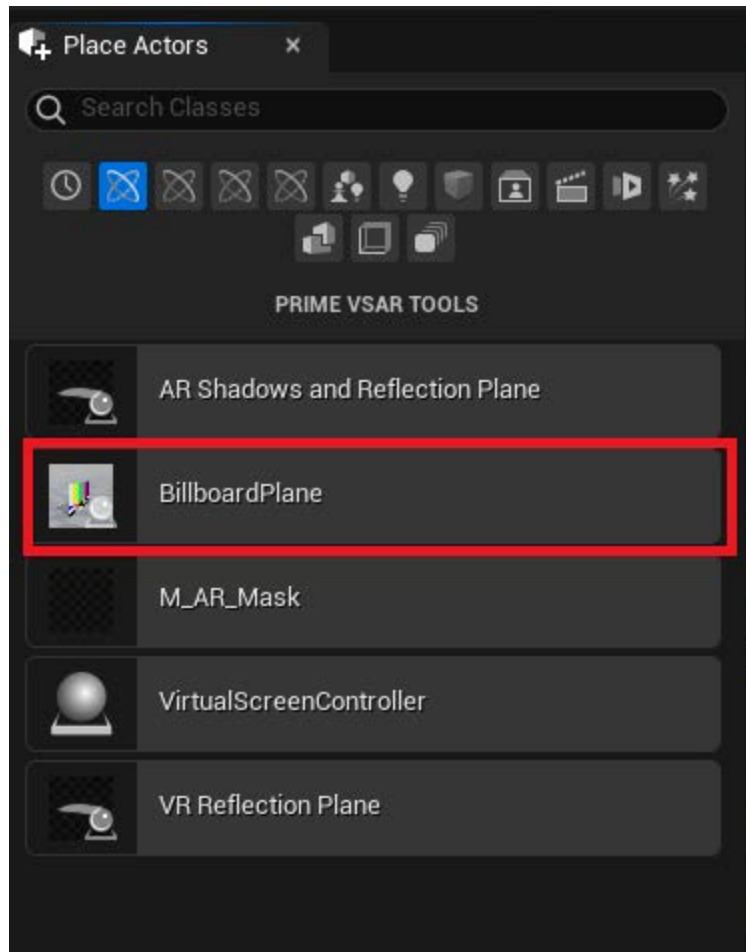 Place Actors
Search Classes
PRIME VSAR TOOLS
AR Shadows and Reflection Plane
BillboardPlane
M_AR_Mask
VirtualScreenController
VR Reflection Plane